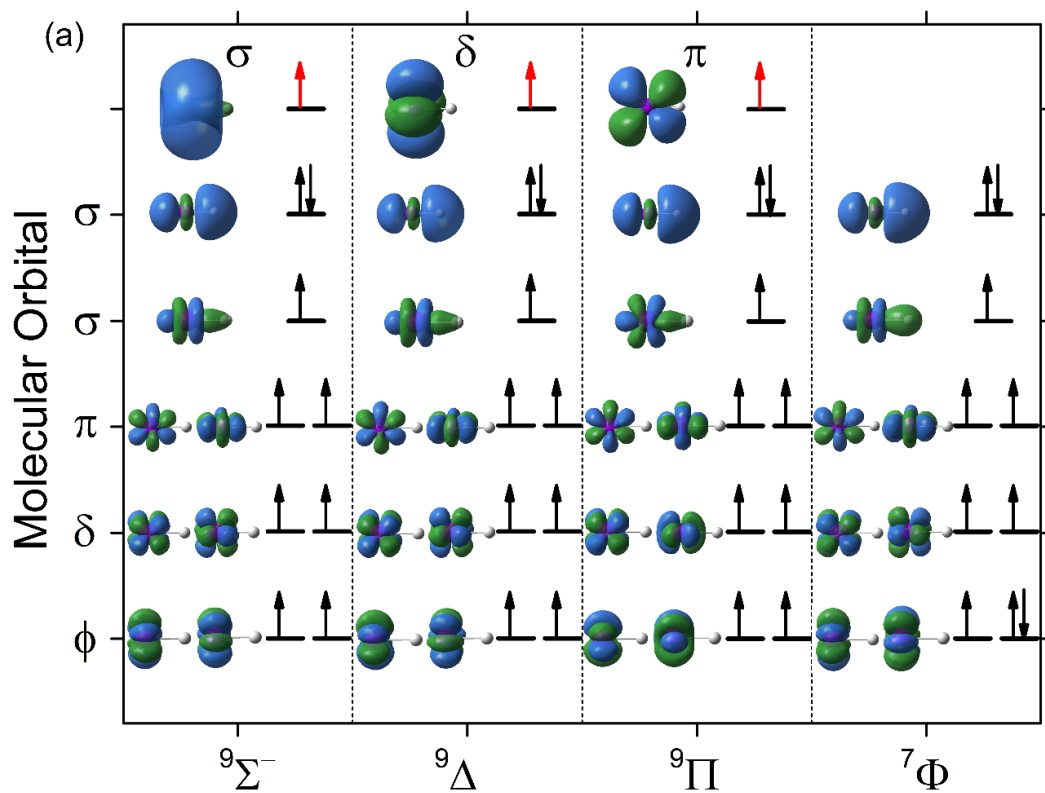 (a)
σ δ π
σ
σ
π
δ
ϕ
Molecular Orbital
⁹Σ⁻ ⁹Δ ⁹Π ⁷Φ